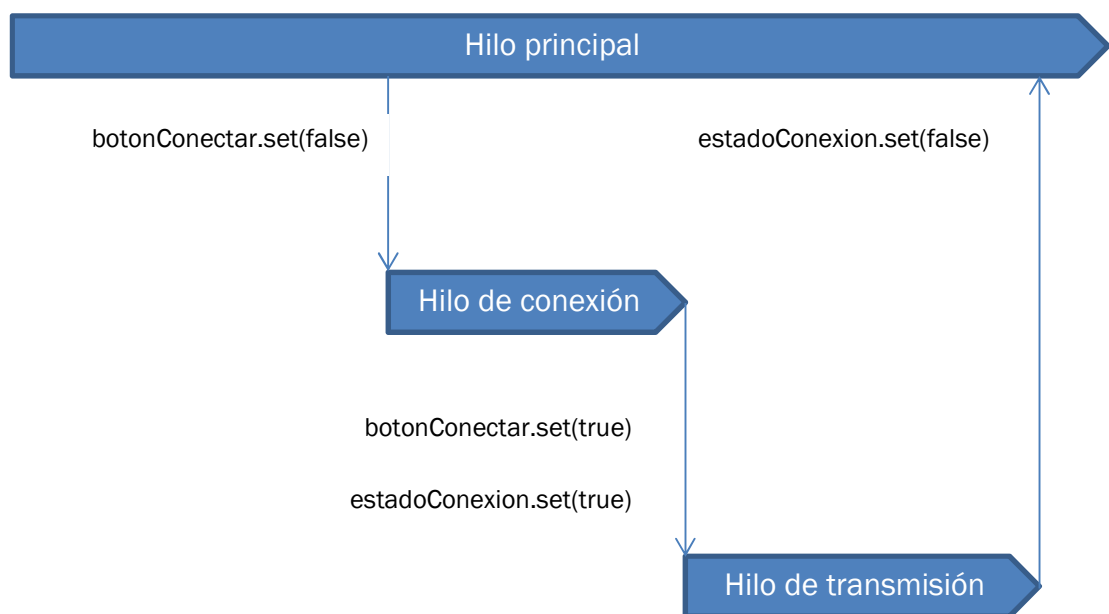 Hilo principal
botonConectar.set(false)
estadoConexion.set(false)
Hilo de conexión
botonConectar.set(true)
estadoConexion.set(true)
Hilo de transmisión